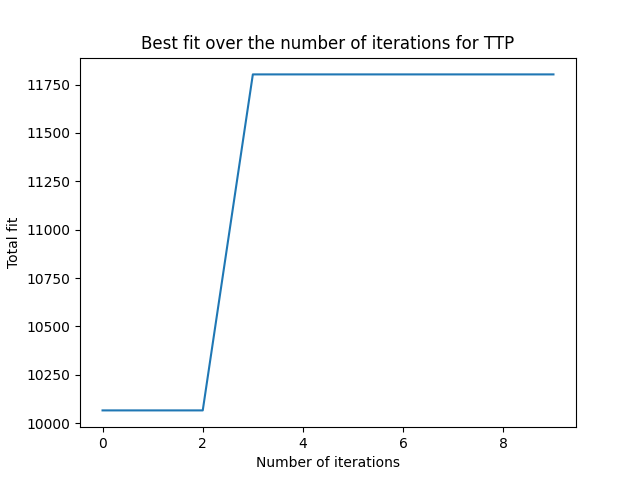 Best fit over the number of iterations for TTP
11750
11500
11250
11000
10750
10500
10250
10000
Total fit
0 2 4 6 8
Number of iterations